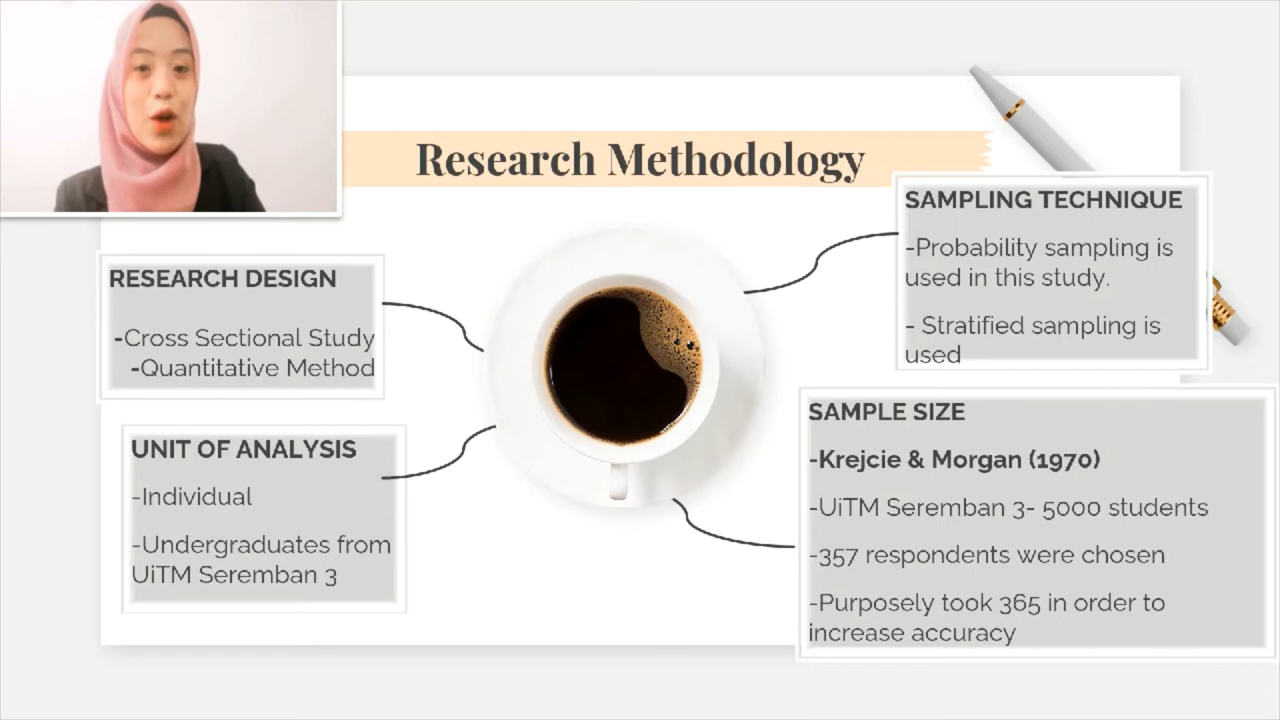 Research Methodology
RESEARCH DESIGN
-Cross Sectional Study
-Quantitative Method
UNIT OF ANALYSIS
-Individual
-Undergraduates from
UiTM Seremban 3
SAMPLING TECHNIQUE
-Probability sampling is
used in this study.
- Stratified sampling is
used
SAMPLE SIZE
-Krejcie & Morgan (1970)
-UiTM Seremban 3- 5000 students
-357 respondents were chosen
-Purposely took 365 in order to
increase accuracy